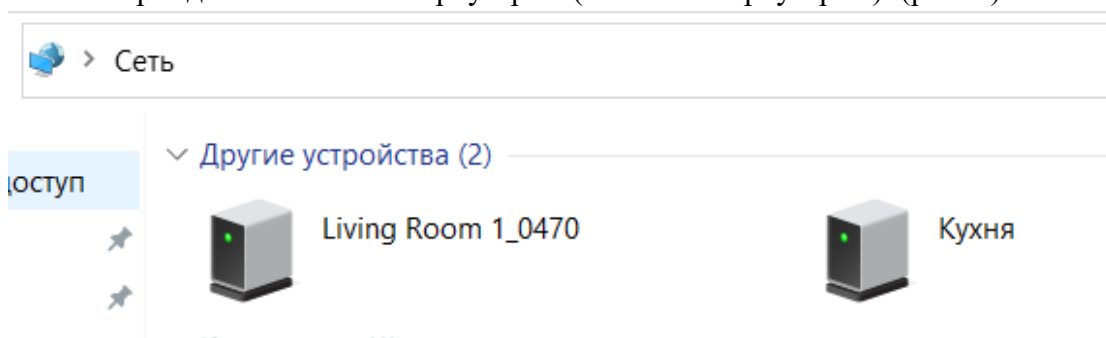 > Сеть
Другие устройства (2)
доступ
Living Room 1_0470
Кухня